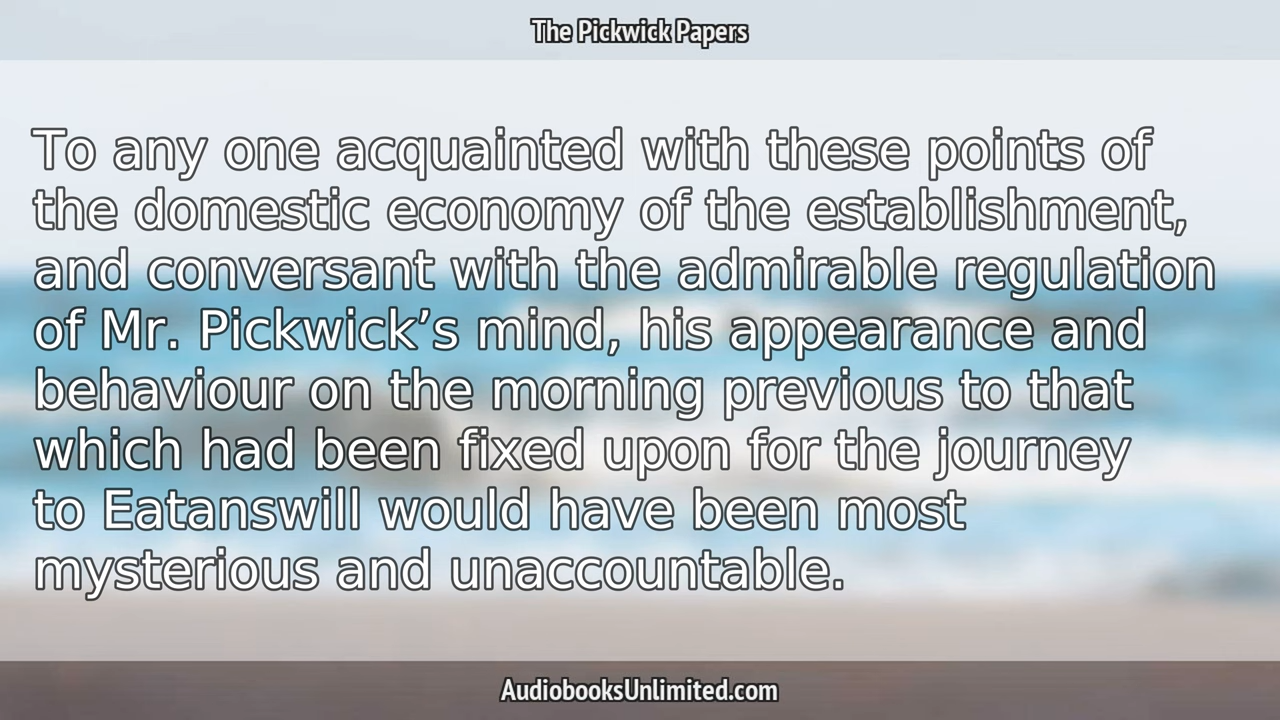 The Pickwick Papers
To any one acquainted with these points of
the domestic economy of the establishment,
and conversant with the admirable regulation
of Mr. Pickwick’s mind, his appearance and
behaviour on the morning previous to that
which had been fixed upon for the journey
to Eatanswill would have been most
mysterious and unaccountable.
AudiobooksUnlimited.com